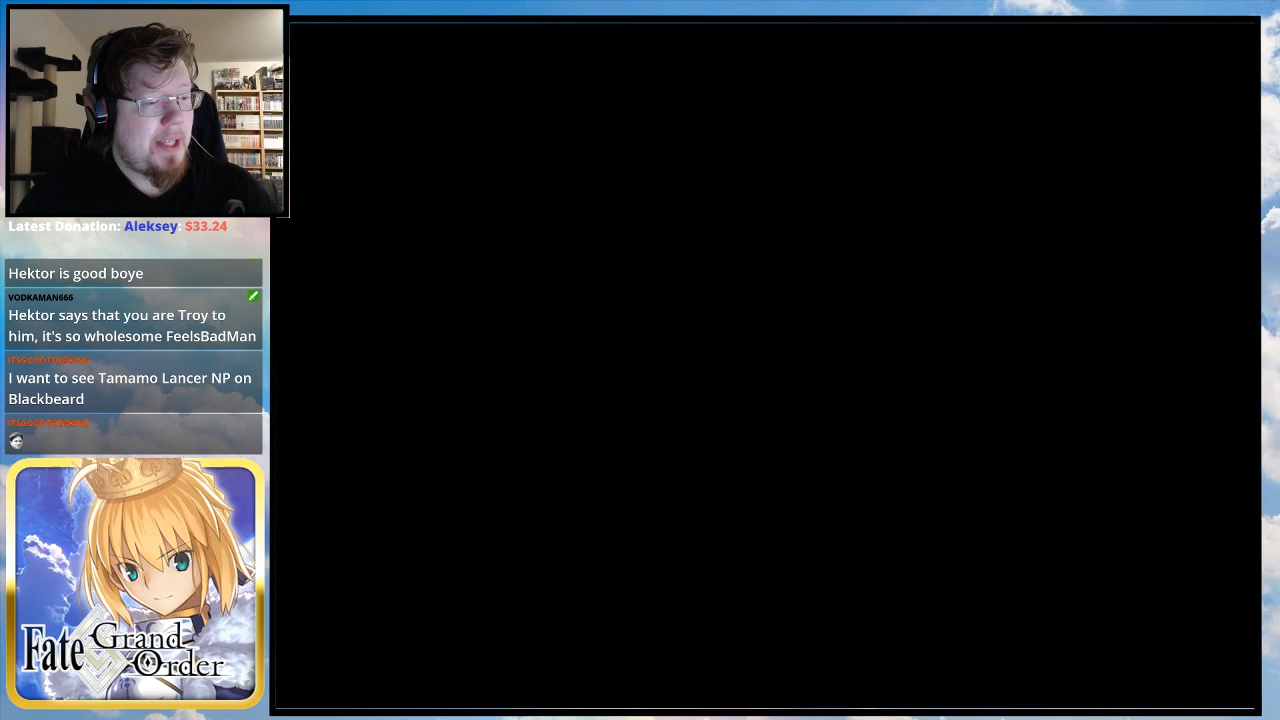 Latest Donation: Aleksey: $33.24
Hektor is good boye
VODKAMAN666
Hektor says that you are Troy to
him, it's so wholesome FeelsBadMan
I want to see Tamamo Lancer NP on
Blackbeard
Fate
Grand
Order